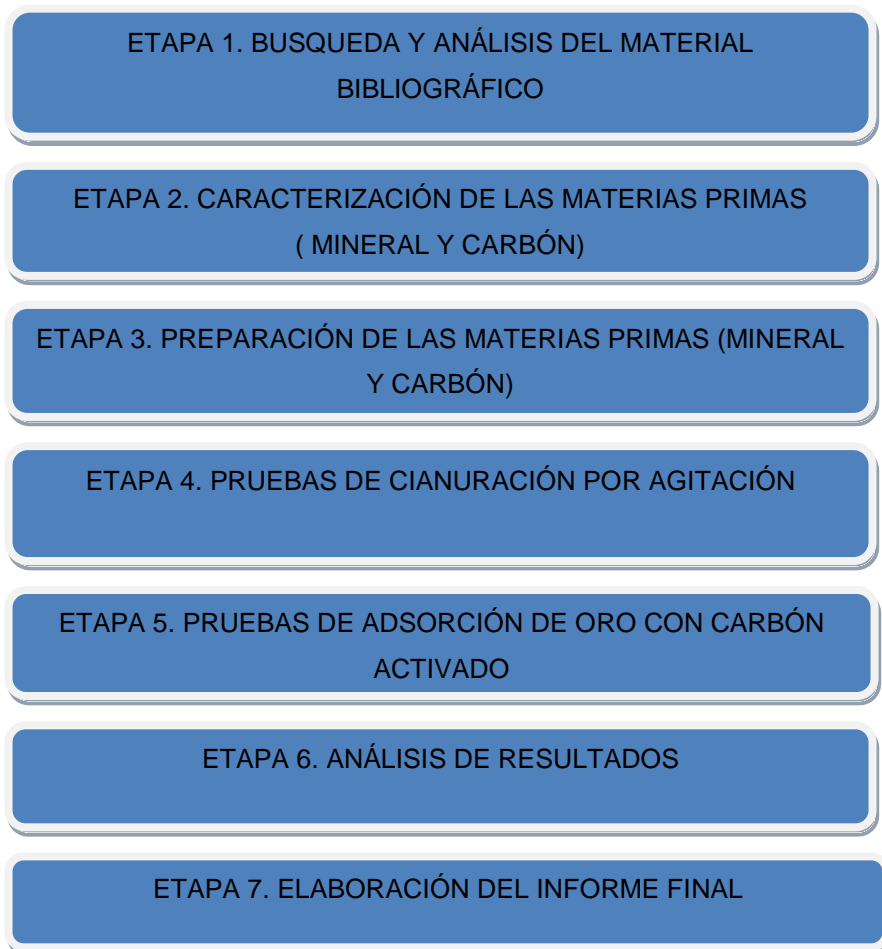 ETAPA 1. BUSQUEDA Y ANÁLISIS DEL MATERIAL
BIBLIOGRÁFICO
ETAPA 2. CARACTERIZACIÓN DE LAS MATERIAS PRIMAS
( MINERAL Y CARBÓN)
ETAPA 3. PREPARACIÓN DE LAS MATERIAS PRIMAS (MINERAL
Y CARBÓN)
ETAPA 4. PRUEBAS DE CIANURACIÓN POR AGITACIÓN
ETAPA 5. PRUEBAS DE ADSORCIÓN DE ORO CON CARBÓN
ACTIVADO
ETAPA 6. ANÁLISIS DE RESULTADOS
ETAPA 7. ELABORACIÓN DEL INFORME FINAL